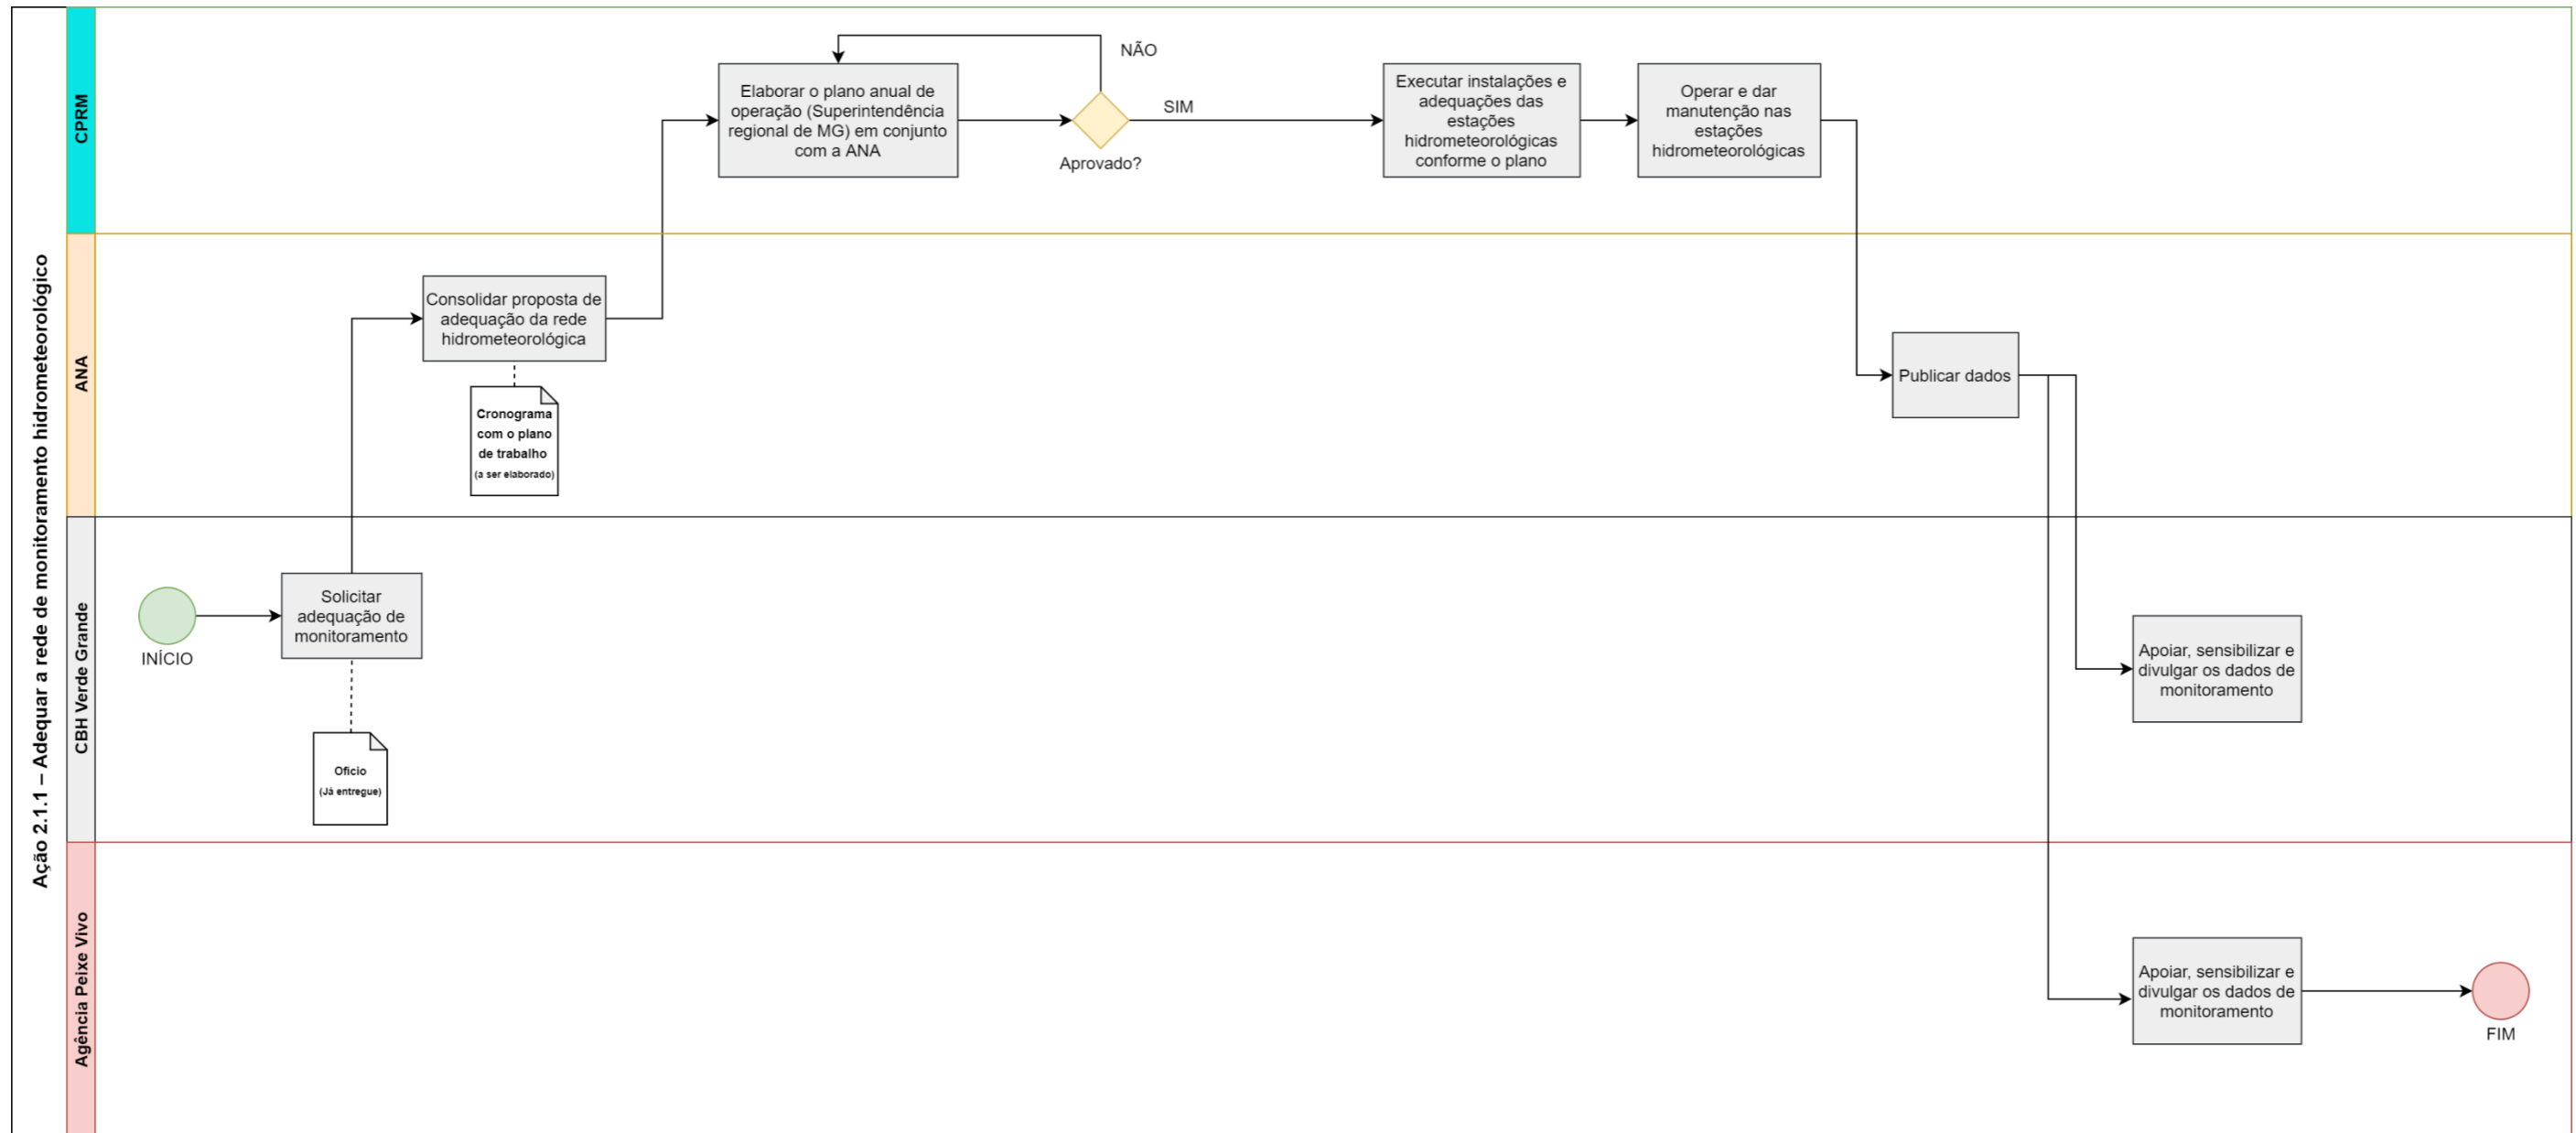 Ação 2.1.1 – Adequar a rede de monitoramento hidrometeorológico
CPRM
Elaborar o plano anual de
operação (Superintendência
regional de MG) em conjunto
com a ANA
NÃO
Aprovado?
SIM
Executar instalações e
adequações das
estações
hidrometeorológicas
conforme o plano
Operar e dar
manutenção nas
estações
hidrometeorológicas
ANA
Consolidar proposta de
adequação da rede
hidrometeorológica
Cronograma
com o plano
de trabalho
(a ser elaborado)
Publicar dados
CBH Verde Grande
INÍCIO
Solicitar
adequação de
monitoramento
Ofício
(Já entregue)
Apoiar, sensibilizar e
divulgar os dados de
monitoramento
Agência Peixe Vivo
Apoiar, sensibilizar e
divulgar os dados de
monitoramento
FIM